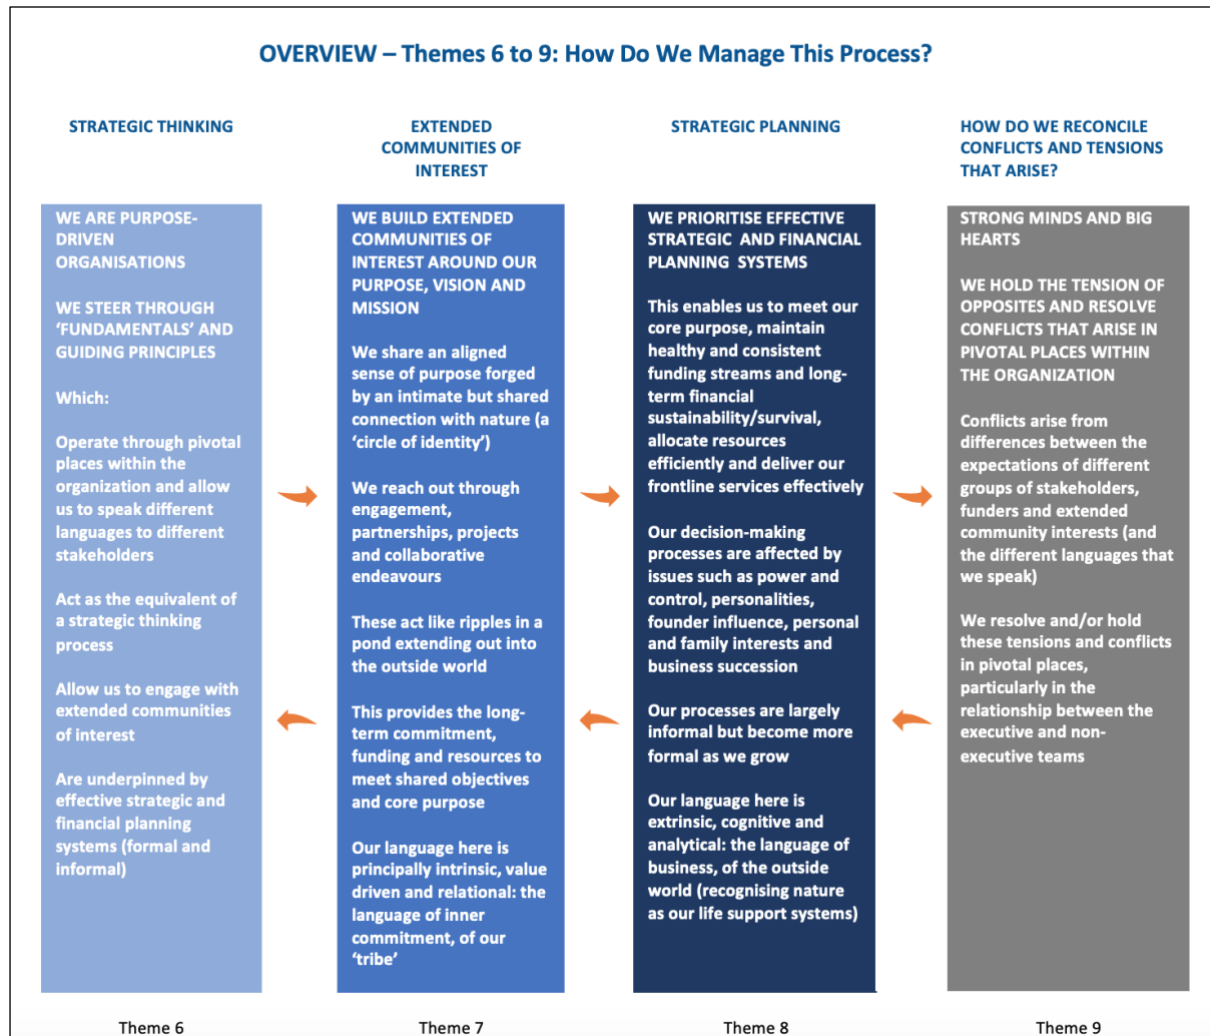 OVERVIEW – Themes 6 to 9: How Do We Manage This Process?
STRATEGIC THINKING
EXTENDED
COMMUNITIES OF
INTEREST
STRATEGIC PLANNING
HOW DO WE RECONCILE
CONFLICTS AND TENSIONS
THAT ARISE?
WE ARE PURPOSE-
DRIVEN
ORGANISATIONS
WE STEER THROUGH
‘FUNDAMENTALS’ AND
GUIDING PRINCIPLES
Which:
Operate through pivotal
places within the
organization and allow
us to speak different
languages to different
stakeholders
Act as the equivalent of
a strategic thinking
process
Allow us to engage with
extended communities
of interest
Are underpinned by
effective strategic and
financial planning
systems (formal and
informal)
WE BUILD EXTENDED
COMMUNITIES OF
INTEREST AROUND OUR
PURPOSE, VISION AND
MISSION
We share an aligned
sense of purpose forged
by an intimate but shared
connection with nature (a
‘circle of identity’)
We reach out through
engagement,
partnerships, projects
and collaborative
endeavours
These act like ripples in a
pond extending out into
the outside world
This provides the long-
term commitment,
funding and resources to
meet shared objectives
and core purpose
Our language here is
principally intrinsic, value
driven and relational: the
language of inner
commitment, of our
‘tribe’
WE PRIORITISE EFFECTIVE
STRATEGIC AND FINANCIAL
PLANNING SYSTEMS
This enables us to meet our
core purpose, maintain
healthy and consistent
funding streams and long-
term financial
sustainability/survival,
allocate resources
efficiently and deliver our
frontline services effectively
Our decision-making
processes are affected by
issues such as power and
control, personalities,
founder influence, personal
and family interests and
business succession
Our processes are largely
informal but become more
formal as we grow
Our language here is
extrinsic, cognitive and
analytical: the language of
business, of the outside
world (recognising nature
as our life support systems)
STRONG MINDS AND BIG
HEARTS
WE HOLD THE TENSION OF
OPPOSITES AND RESOLVE
CONFLICTS THAT ARISE IN
PIVOTAL PLACES WITHIN
THE ORGANIZATION
Conflicts arise from
differences between the
expectations of different
groups of stakeholders,
funders and extended
community interests (and
the different languages that
we speak)
We resolve and/or hold
these tensions and conflicts
in pivotal places,
particularly in the
relationship between the
executive and non-
executive teams
Theme 6
Theme 7
Theme 8
Theme 9